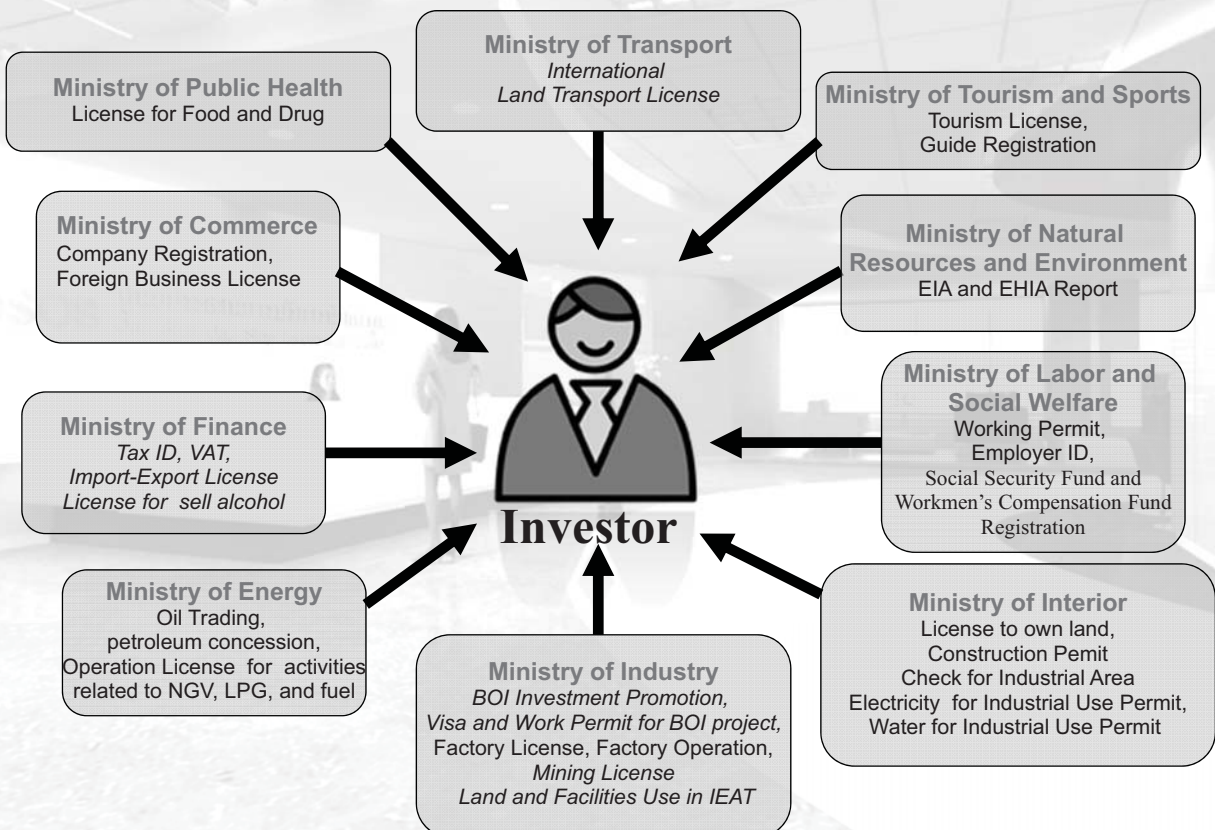 Ministry of Transport
International
Land Transport License
Ministry of Public Health
License for Food and Drug
Ministry of Tourism and Sports
Tourism License,
Guide Registration
Ministry of Commerce
Company Registration,
Foreign Business License
Ministry of Natural
Resources and Environment
EIA and EHIA Report
Ministry of Finance
Tax ID, VAT,
Import-Export License
License for sell alcohol
Ministry of Labor and
Social Welfare
Working Permit,
Employer ID,
Social Security Fund and
Workmen's Compensation Fund
Registration
Investor
Ministry of Energy
Oil Trading,
petroleum concession,
Operation License for activities
related to NGV, LPG, and fuel
Ministry of Industry
BOI Investment Promotion,
Visa and Work Permit for BOI project,
Factory License, Factory Operation,
Mining License
Land and Facilities Use in IEAT
Ministry of Interior
License to own land,
Construction Pemit
Check for Industrial Area
Electricity for Industrial Use Permit,
Water for Industrial Use Permit